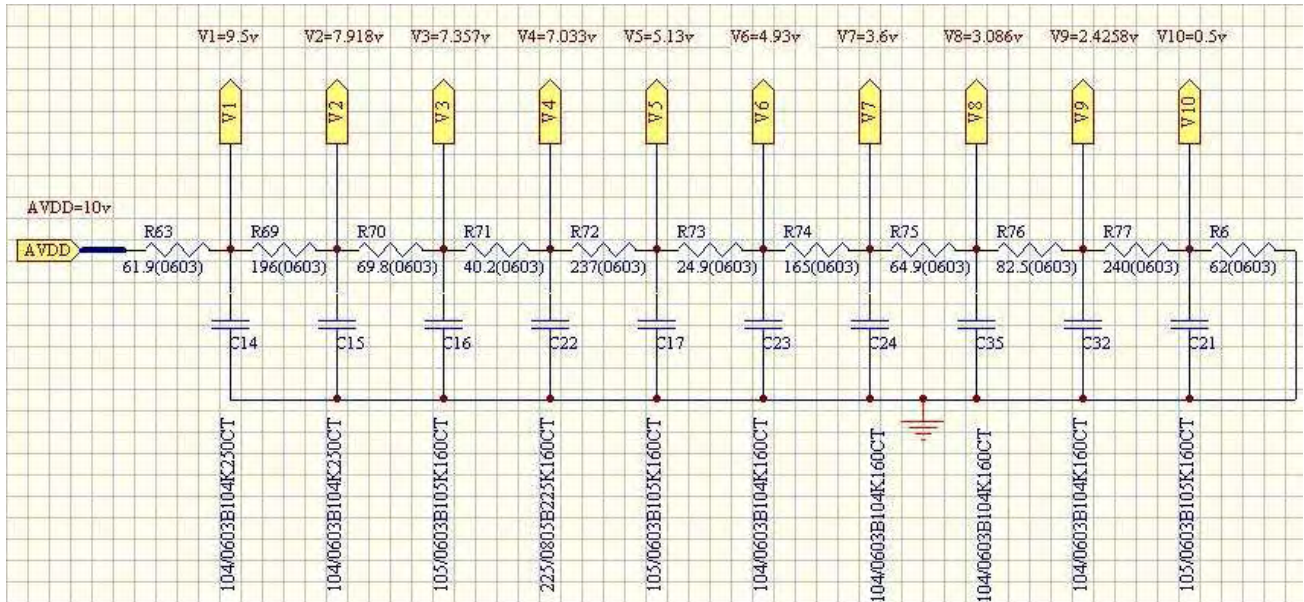 V1=9.5v V2=7.918v V3=7.357v V4=7.033v V5=5.13v V6=4.93v V7=3.6v V8=3.086v V9=2.4258v V10=0.5v
V1 V2 V3 V4 V5 V6 V7 V8 V9 V10
AVDD=10v
R63 R69 R70 R71 R72 R73 R74 R75 R76 R77 R6
AVDD
61.9(0603) 196(0603) 69.8(0603) 40.2(0603) 237(0603) 24.9(0603) 165(0603) 64.9(0603) 82.5(0603) 240(0603) 62(0603)
C14 C15 C16 C22 C17 C23 C24 C35 C32 C21
104/0603B104K250CT
104/0603B104K250CT
105/0603B105K160CT
225/0805B225K160CT
105/0603B105K160CT
104/0603B104K160CT
104/0603B104K160CT
104/0603B104K160CT
104/0603B104K160CT
105/0603B105K160CT